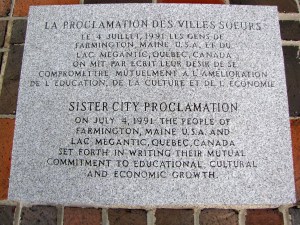 LA PROCLAMATION DES VILLES SOEURS
LE 4 JUILLET, 1991 LES GENS DE
FARMINGTON, MAINE U.S.A. ET DU
LAC MEGANTIC, QUEBEC, CANADA
ON MIT PAR ECRIT LEUR DESIR DE SE
COMPROMETTRE MUTUELMENT A L'AMÉLIORATION
DE L'EDUCATION, DE LA CULTURE ET DE L'ECONOMIE
SISTER CITY PROCLAMATION
ON JULY 4, 1991 THE PEOPLE OF
FARMINGTON, MAINE U.S.A. AND
LAC MEGANTIC, QUEBEC, CANADA
SET FORTH IN WRITING THEIR MUTUAL
COMMITMENT TO EDUCATIONAL, CULTURAL
AND ECONOMIC GROWTH.